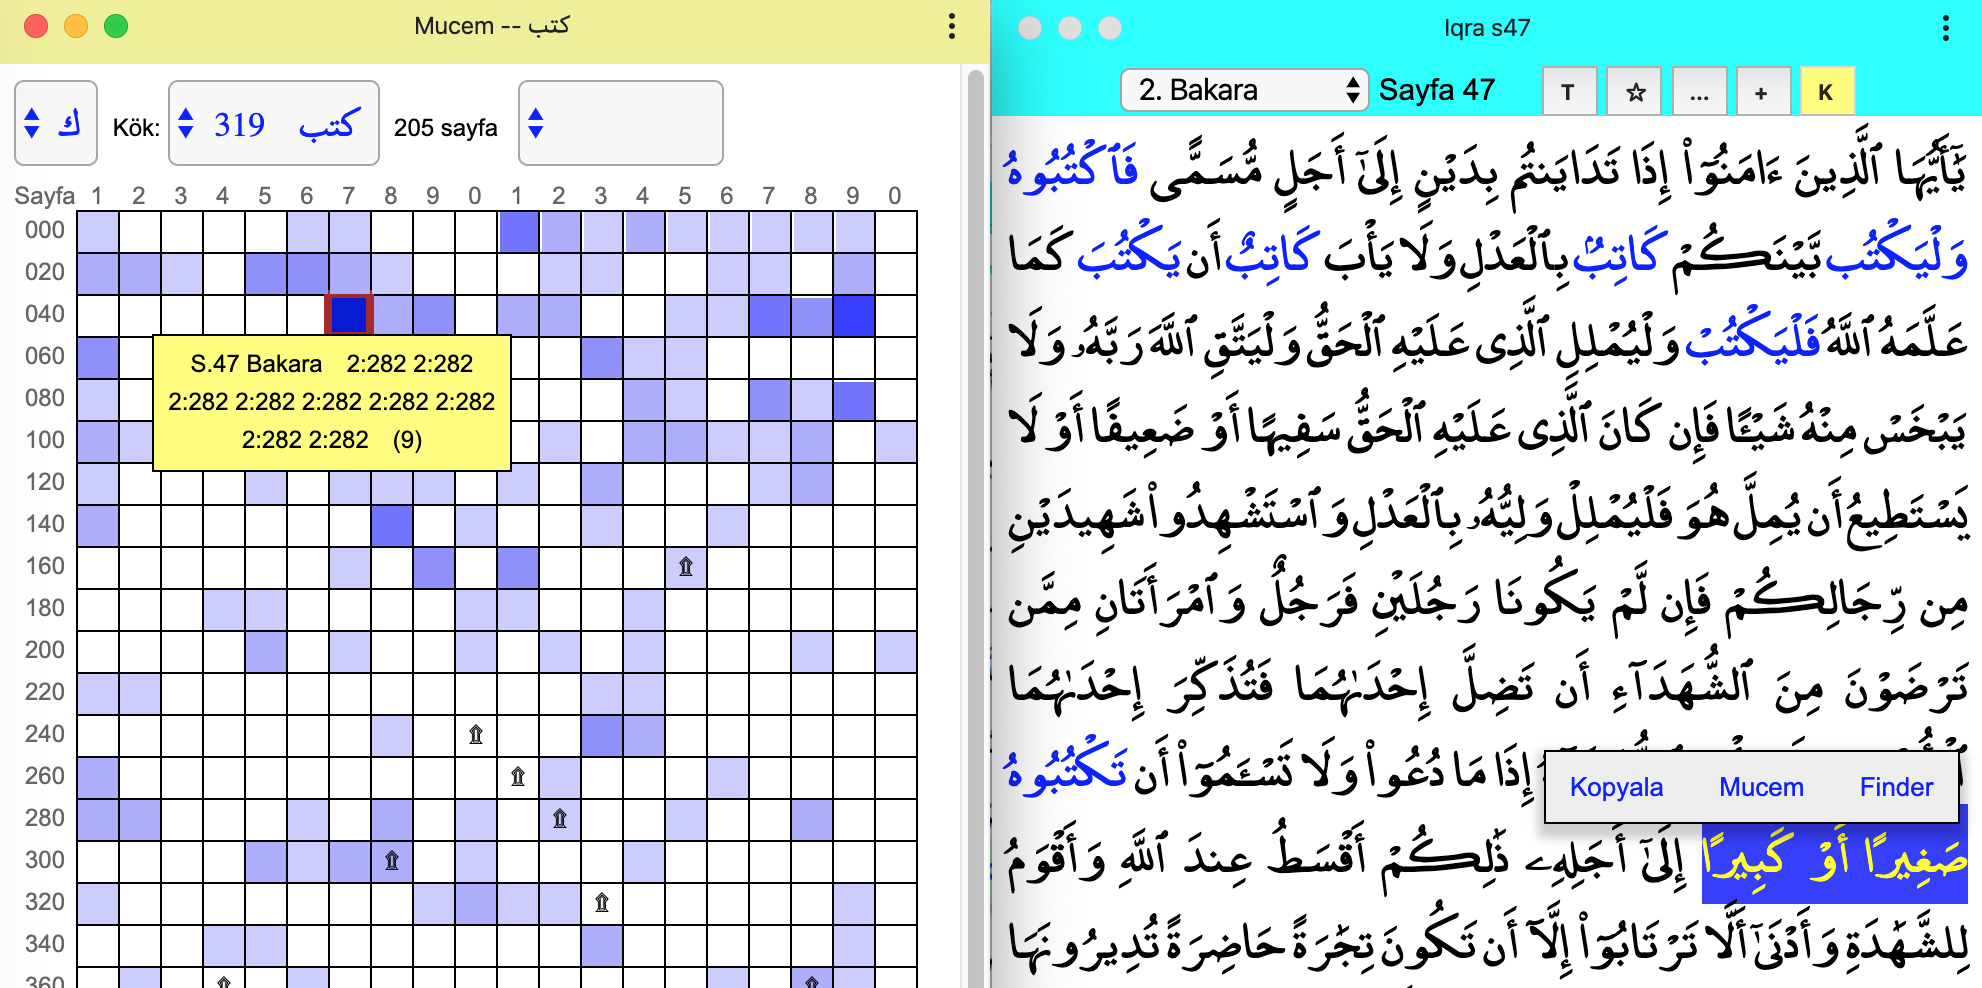 Mucem -- كتب
ك
Kök:
319 كتب
205 sayfa
Sayfa 1 2 3 4 5 6 7 8 9 0 1 2 3 4 5 6 7 8 9 0
000
020
040
060
080
100
120
140
160
180
200
220
240
260
280
300
320
340
360
S.47 Bakara 2:282 2:282
2:282 2:282 2:282 2:282 2:282
2:282 2:282 (9)
Iqra s47
2. Bakara
Sayfa 47
T ☆ ... + K
يَٰٓأَيُّهَا ٱلَّذِينَ ءَامَنُوٓا۟ إِذَا تَدَايَنتُم بِدَيْنٍ إِلَىٰٓ أَجَلٍ مُّسَمًّى فَٱكْتُبُوهُ
وَلْيَكْتُب بَّيْنَكُمْ كَاتِبٌۢ بِٱلْعَدْلِ وَلَا يَأْبَ كَاتِبٌ أَن يَكْتُبَ كَمَا
عَلَّمَهُ ٱللَّهُ فَلْيَكْتُبْ وَلْيُمْلِلِ ٱلَّذِى عَلَيْهِ ٱلْحَقُّ وَلْيَتَّقِ ٱللَّهَ رَبَّهُۥ وَلَا
يَبْخَسْ مِنْهُ شَيْـًٔا فَإِن كَانَ ٱلَّذِى عَلَيْهِ ٱلْحَقُّ سَفِيهًا أَوْ ضَعِيفًا أَوْ لَا
يَسْتَطِيعُ أَن يُمِلَّ هُوَ فَلْيُمْلِلْ وَلِيُّهُۥ بِٱلْعَدْلِ وَٱسْتَشْهِدُوا۟ شَهِيدَيْنِ
مِن رِّجَالِكُمْ فَإِن لَّمْ يَكُونَا رَجُلَيْنِ فَرَجُلٌ وَٱمْرَأَتَانِ مِمَّن
تَرْضَوْنَ مِنَ ٱلشُّهَدَآءِ أَن تَضِلَّ إِحْدَىٰهُمَا فَتُذَكِّرَ إِحْدَىٰهُمَا
إِذَا مَا دُعُوا۟ وَلَا تَسْـَٔمُوٓا۟ أَن تَكْتُبُوهُ
Kopyala Mucem Finder
صَغِيرًا أَوْ كَبِيرًا إِلَىٰٓ أَجَلِهِۦ ذَٰلِكُمْ أَقْسَطُ عِندَ ٱللَّهِ وَأَقْوَمُ
لِلشَّهَٰدَةِ وَأَدْنَىٰٓ أَلَّا تَرْتَابُوٓا۟ إِلَّآ أَن تَكُونَ تِجَٰرَةً حَاضِرَةً تُدِيرُونَهَا